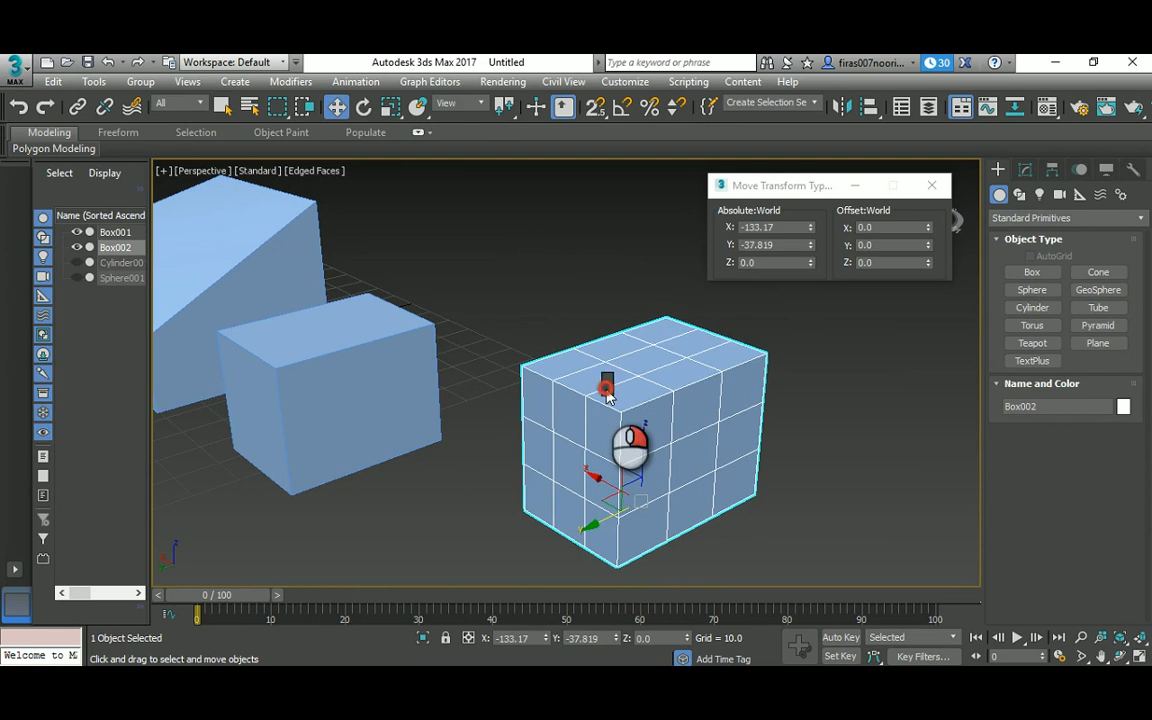 Workspace: Default
Autodesk 3ds Max 2017    Untitled
Type a keyword or phrase
firas007noori...
30
MAX
Edit Tools Group Views Create Modifiers Animation Graph Editors Rendering Civil View Customize Scripting Content Help
All
View
Create Selection Se
Modeling Freeform Selection Object Paint Populate
Polygon Modeling
Select Display
Name (Sorted Ascend
Box001
Box002
Cylinder00
Sphere001
[+] [Perspective] [Standard] [Edged Faces]
3 Move Transform Typ...
Absolute:World Offset:World
X: -133.17 X: 0.0
Y: -37.819 Y: 0.0
Z: 0.0 Z: 0.0
Standard Primitives
Object Type
AutoGrid
Box Cone
Sphere GeoSphere
Cylinder Tube
Torus Pyramid
Teapot Plane
TextPlus
Name and Color
Box002
z
x
z
0 / 100
0 10 20 30 40 50 60 70 80 90 100
1 Object Selected
X: -133.17 Y: -37.819 Z: 0.0 Grid = 10.0
Auto Key Selected
Welcome to M
Click and drag to select and move objects
Add Time Tag
Set Key Key Filters...
0